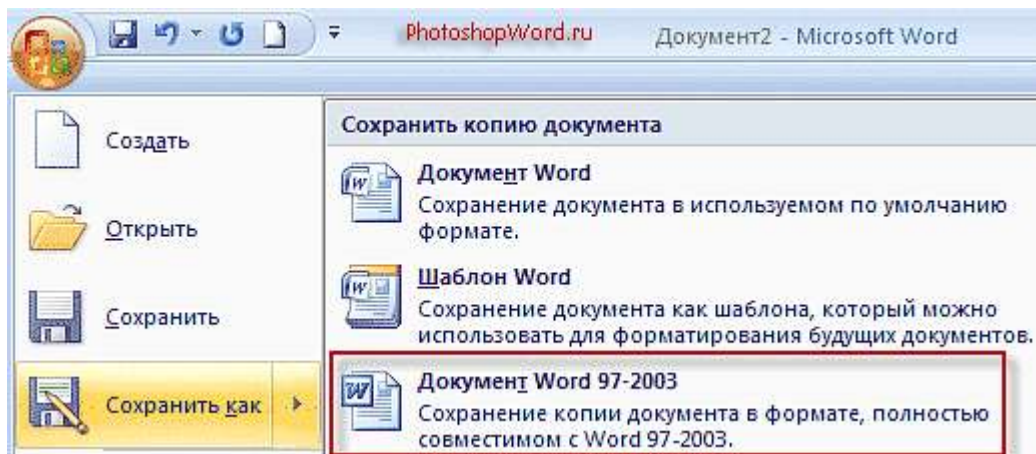 PhotoshopWord.ru
Документ2 - Microsoft Word
Создать
Открыть
Сохранить
Сохранить как
Сохранить копию документа
Документ Word
Сохранение документа в используемом по умолчанию
формате.
Шаблон Word
Сохранение документа как шаблона, который можно
использовать для форматирования будущих документов.
Документ Word 97-2003
Сохранение копии документа в формате, полностью
совместимом с Word 97-2003.